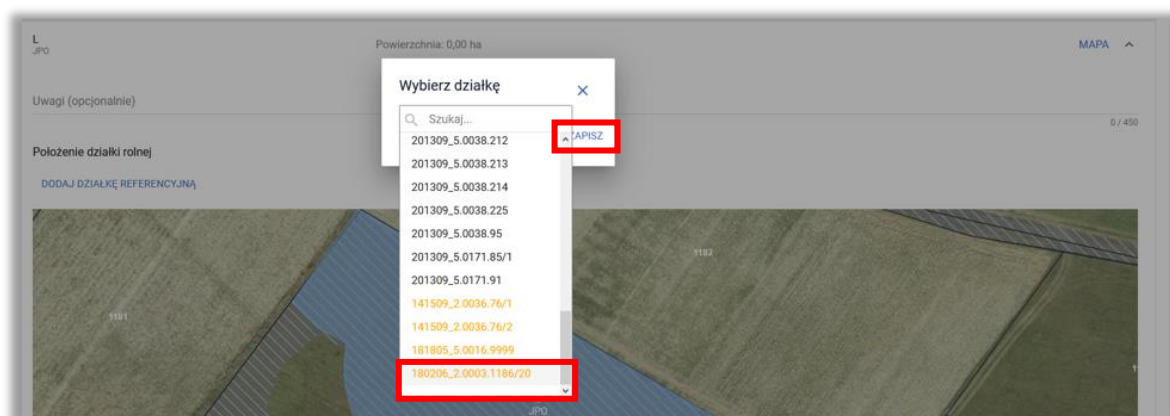 L
JPO
Powierzchnia: 0,00 ha
MAPA
Uwagi (opcjonalnie)
0 / 450
Położenie działki rolnej
DODAJ DZIAŁKĘ REFERENCYJNĄ
Wybierz działkę
Szukaj...
APISZ
201309_5.0038.212
201309_5.0038.213
201309_5.0038.214
201309_5.0038.225
201309_5.0038.95
201309_5.0171.85/1
201309_5.0171.91
141509_2.0036.76/1
141509_2.0036.76/2
181805_5.0016.9999
180206_2.0003.1186/20
1181
1182
JPO